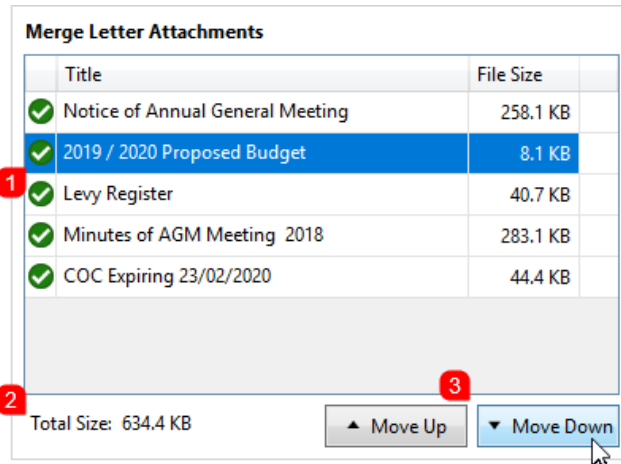 Merge Letter Attachments
Title File Size
Notice of Annual General Meeting 258.1 KB
2019 / 2020 Proposed Budget 8.1 KB
1
Levy Register 40.7 KB
Minutes of AGM Meeting 2018 283.1 KB
COC Expiring 23/02/2020 44.4 KB
3
2
Total Size: 634.4 KB Move Up Move Down